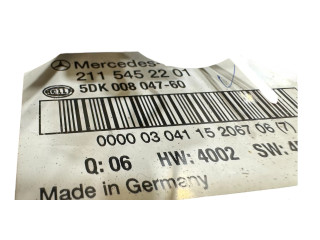 Mercedes-
211 545 22 01
HELLA 5DK 008 047-60
0000 03 041 15 2067 06 (7)
Q: 06 HW: 4002 SW:
Made in Germany